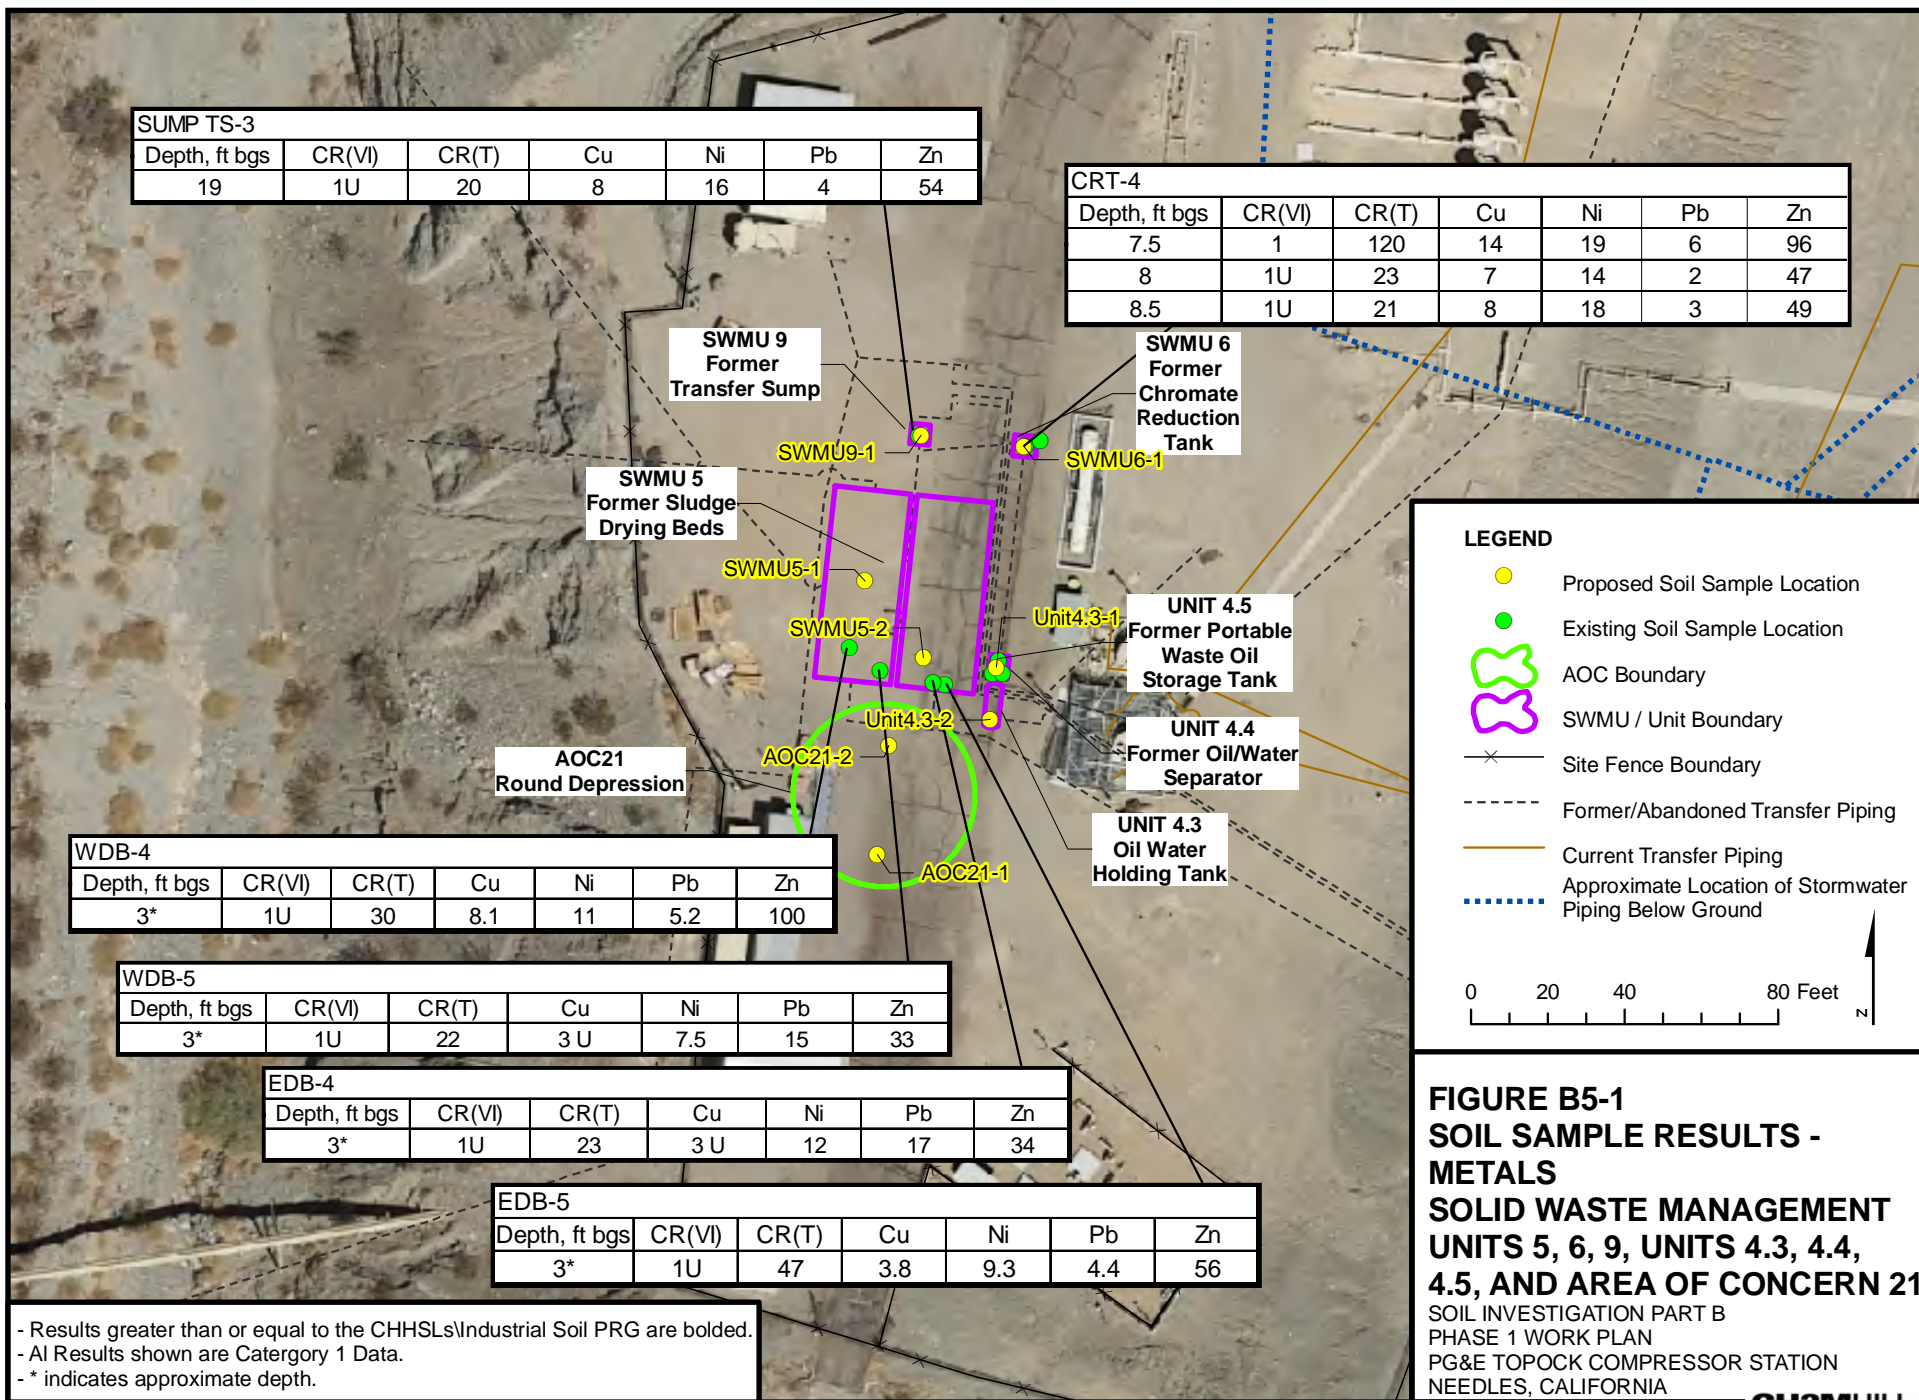 SUMP TS-3
Depth, ft bgs CR(VI) CR(T) Cu Ni Pb Zn
19 1U 20 8 16 4 54
CRT-4
Depth, ft bgs CR(VI) CR(T) Cu Ni Pb Zn
7.5 1 120 14 19 6 96
8 1U 23 7 14 2 47
8.5 1U 21 8 18 3 49
SWMU 9
Former
Transfer Sump
SWMU 6
Former
Chromate
Reduction
Tank
SWMU9-1
SWMU6-1
SWMU 5
Former Sludge
Drying Beds
SWMU5-1
SWMU5-2
Unit4.3-1
UNIT 4.5
Former Portable
Waste Oil
Storage Tank
Unit4.3-2
UNIT 4.4
Former Oil/Water
Separator
AOC21-2
AOC21
Round Depression
UNIT 4.3
Oil Water
Holding Tank
AOC21-1
WDB-4
Depth, ft bgs CR(VI) CR(T) Cu Ni Pb Zn
3* 1U 30 8.1 11 5.2 100
WDB-5
Depth, ft bgs CR(VI) CR(T) Cu Ni Pb Zn
3* 1U 22 3 U 7.5 15 33
EDB-4
Depth, ft bgs CR(VI) CR(T) Cu Ni Pb Zn
3* 1U 23 3 U 12 17 34
EDB-5
Depth, ft bgs CR(VI) CR(T) Cu Ni Pb Zn
3* 1U 47 3.8 9.3 4.4 56
- Results greater than or equal to the CHHSLs\Industrial Soil PRG are bolded.
- Al Results shown are Catergory 1 Data.
- * indicates approximate depth.
LEGEND
Proposed Soil Sample Location
Existing Soil Sample Location
AOC Boundary
SWMU / Unit Boundary
Site Fence Boundary
Former/Abandoned Transfer Piping
Current Transfer Piping
Approximate Location of Stormwater
Piping Below Ground
0 20 40 80 Feet
N
FIGURE B5-1
SOIL SAMPLE RESULTS -
METALS
SOLID WASTE MANAGEMENT
UNITS 5, 6, 9, UNITS 4.3, 4.4,
4.5, AND AREA OF CONCERN 21
SOIL INVESTIGATION PART B
PHASE 1 WORK PLAN
PG&E TOPOCK COMPRESSOR STATION
NEEDLES, CALIFORNIA